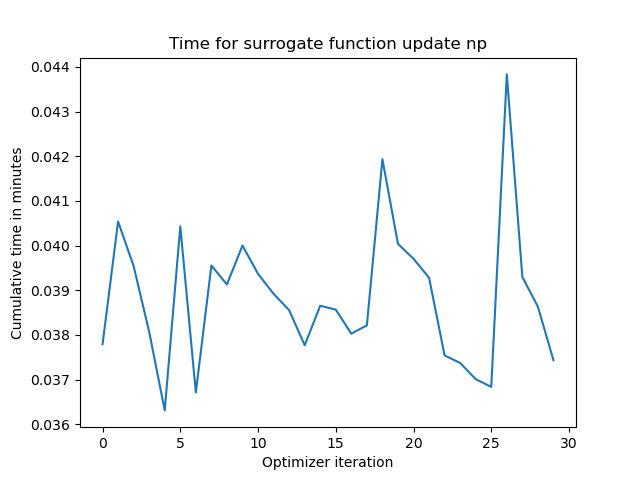 Time for surrogate function update np
Cumulative time in minutes
0.044
0.043
0.042
0.041
0.040
0.039
0.038
0.037
0.036
0 5 10 15 20 25 30
Optimizer iteration